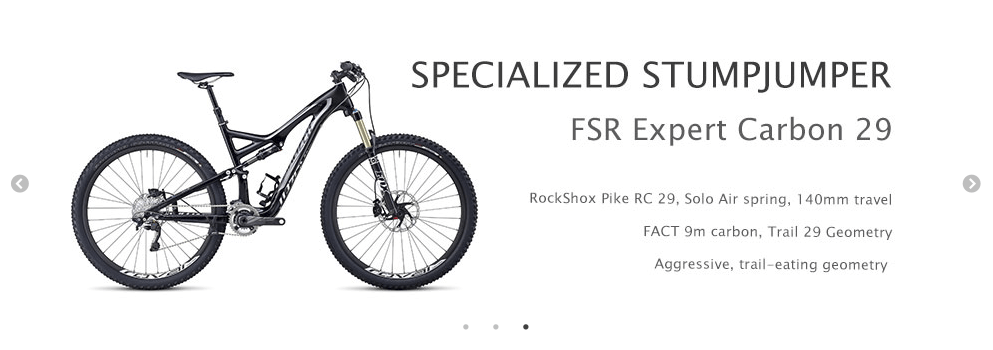 SPECIALIZED STUMPJUMPER
FSR Expert Carbon 29
RockShox Pike RC 29, Solo Air spring, 140mm travel
FACT 9m carbon, Trail 29 Geometry
Aggressive, trail-eating geometry